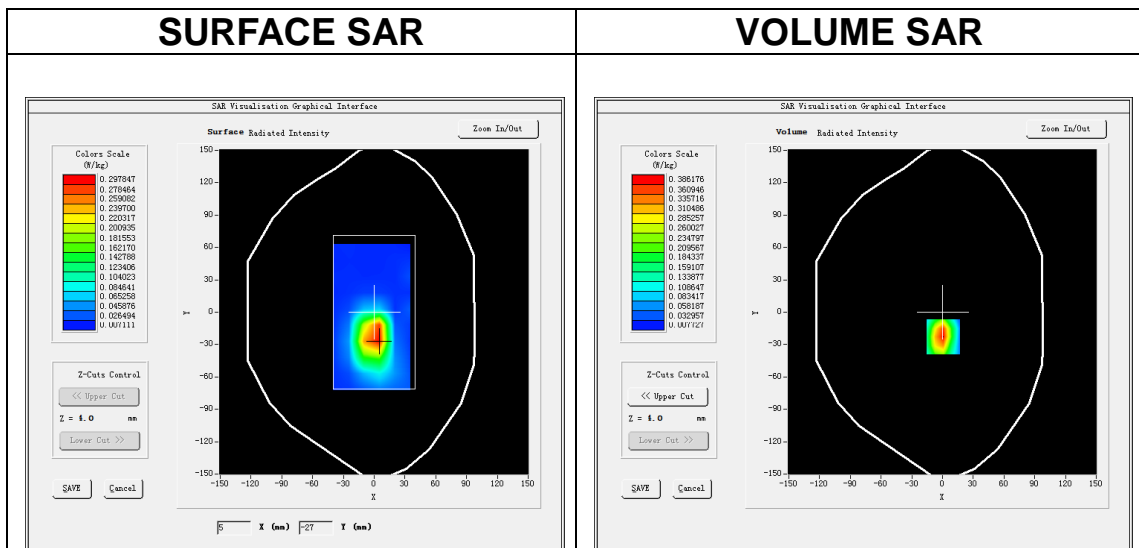 SURFACE SAR
VOLUME SAR
SAR Visualisation Graphical Interface
Surface Radiated Intensity
Zoom In/Out
Colors Scale
(W/kg)
0.297847
0.278464
0.259082
0.239700
0.220317
0.200935
0.181553
0.162170
0.142788
0.123406
0.104023
0.084641
0.065258
0.045876
0.026494
0.007111
Z-Cuts Control
<< Upper Cut
Z = 4.0 mm
Lower Cut >>
SAVE Cancel
150
120
90
60
30
0
-30
-60
-90
-120
-150
Y
-150 -120 -90 -60 -30 0 30 60 90 120 150
X
5 X (mm) -27 Y (mm)
SAR Visualisation Graphical Interface
Volume Radiated Intensity
Zoom In/Out
Colors Scale
(W/kg)
0.386176
0.360946
0.335716
0.310486
0.285257
0.260027
0.234797
0.209567
0.184337
0.159107
0.133877
0.108647
0.083417
0.058187
0.032957
0.007727
Z-Cuts Control
<< Upper Cut
Z = 4.0 mm
Lower Cut >>
SAVE Cancel
150
120
90
60
30
0
-30
-60
-90
-120
-150
Y
-150 -120 -90 -60 -30 0 30 60 90 120 150
X